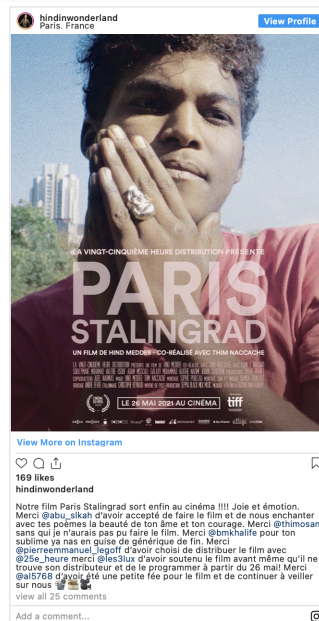 hindinwonderland
Paris. France
View Profile
LA VINGT-CINQUIÈME HEURE DISTRIBUTION PRÉSENTE
PARIS
STALINGRAD
UN FILM DE HIND MEDDEB - CO-RÉALISÉ AVEC THIM NACCACHE
LE 26 MAI 2021 AU CINÉMA
tiff
View More on Instagram
169 likes
hindinwonderland
Notre film Paris Stalingrad sort enfin au cinéma !!!! Joie et émotion.
Merci @abu_slkah d'avoir accepté de faire le film et de nous enchanter
avec tes poèmes la beauté de ton âme et ton courage. Merci @thimosan
sans qui je n'aurais pas pu faire le film. Merci @bmkhalife pour ton
sublime ya nas en guise de générique de fin. Merci
@pierreemmanuel_legoff d'avoir choisi de distribuer le film avec
@25e_heure merci @les3lux d'avoir soutenu le film avant même qu'il ne
trouve son distributeur et de le programmer à partir du 26 mai! Merci
@al5768 d'avoir été une petite fée pour le film et de continuer à veiller
sur nous
view all 25 comments
Add a comment...